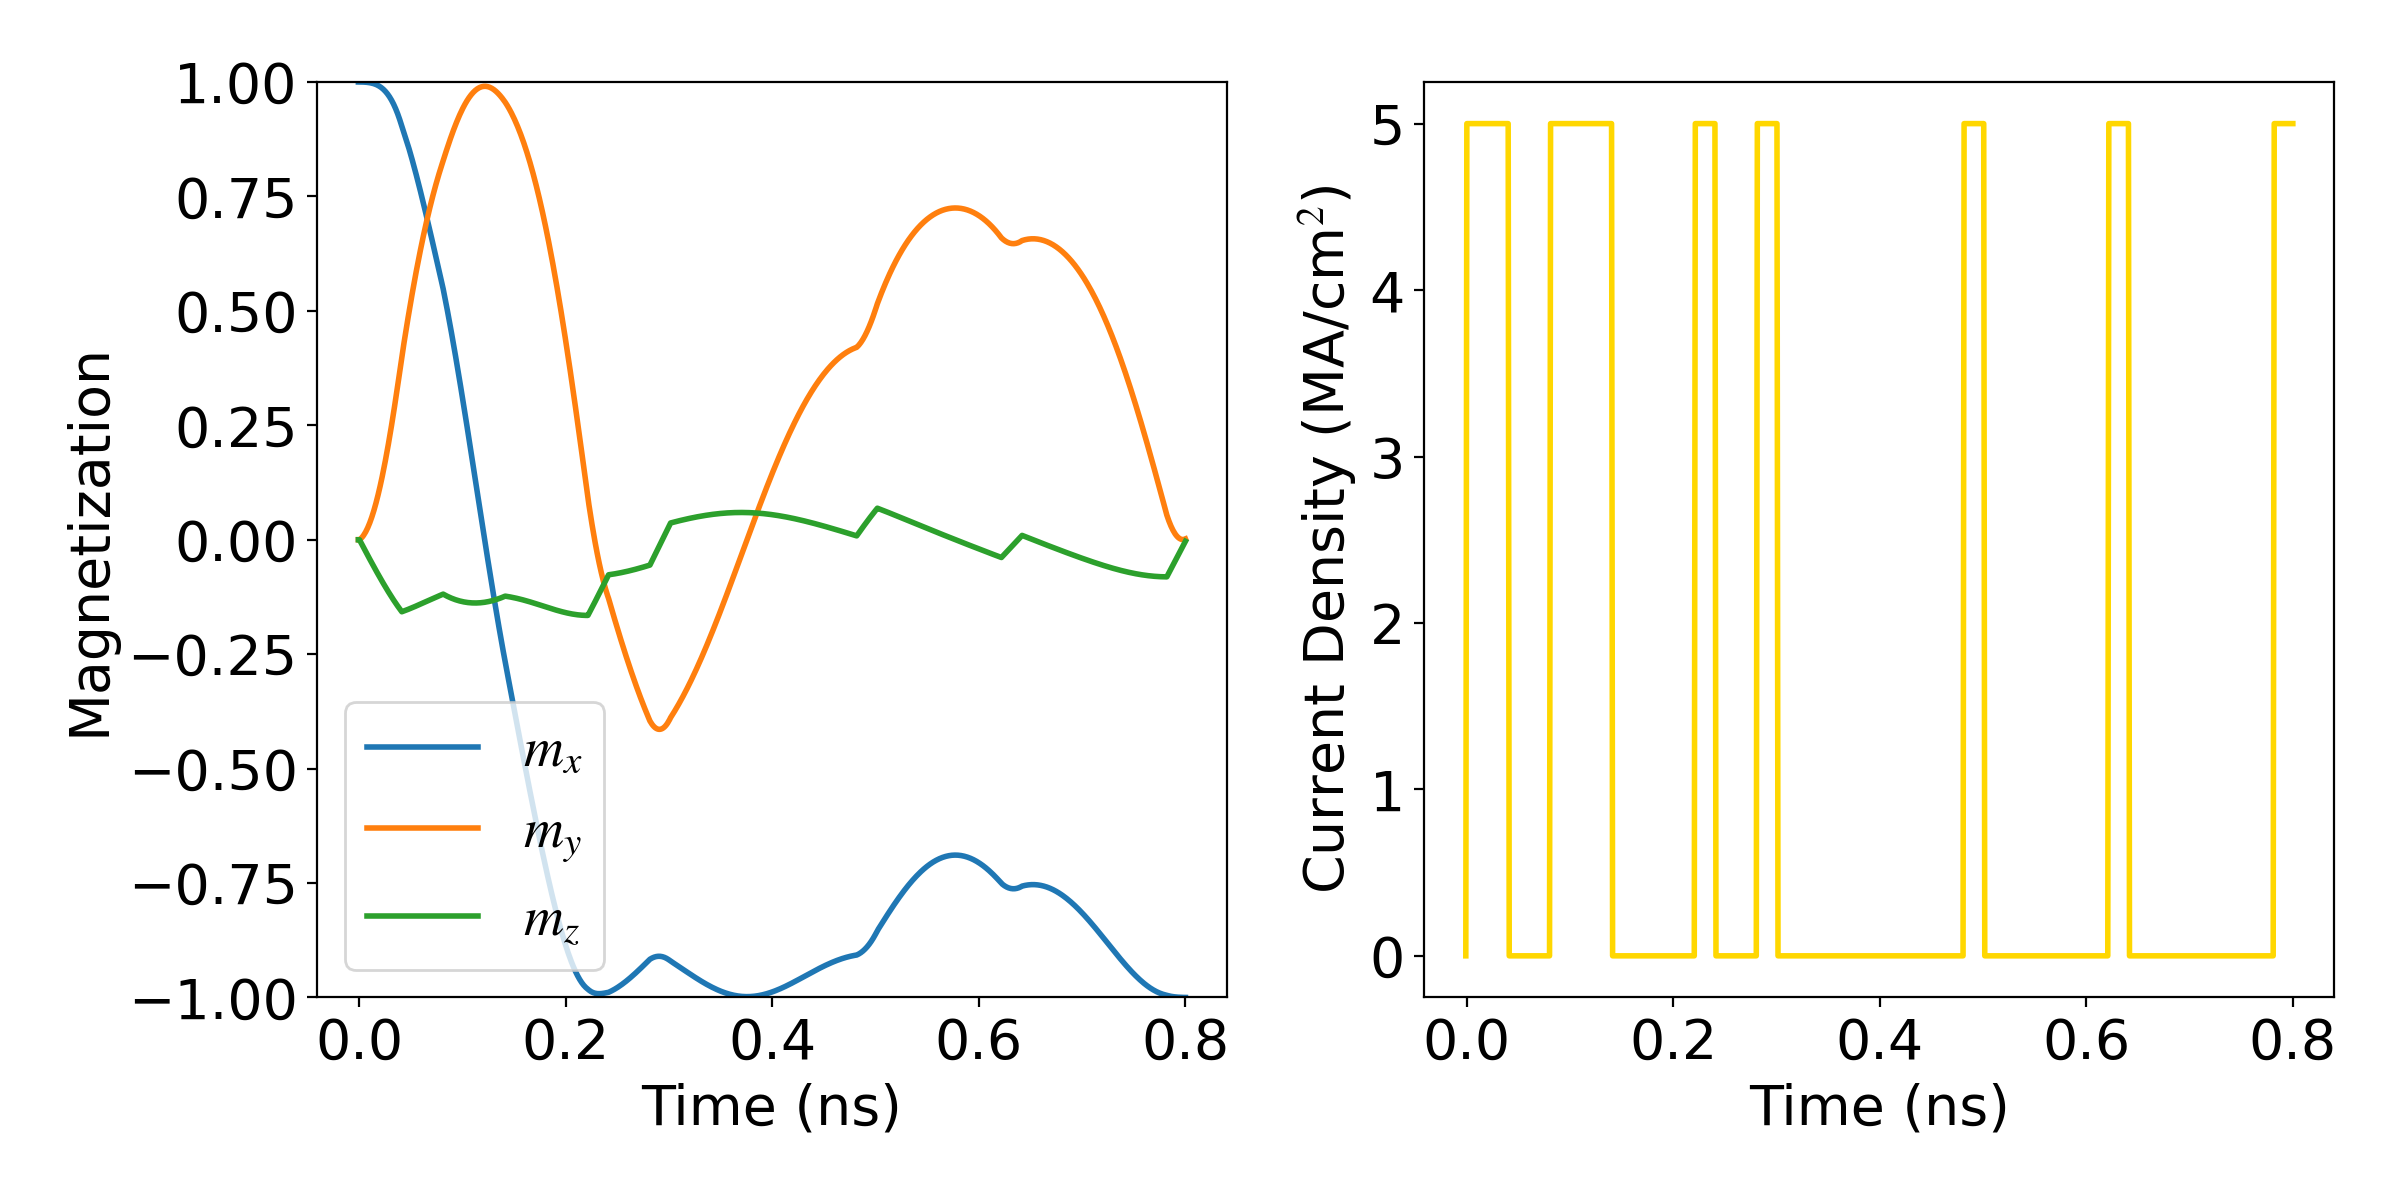 Magnetization
1.00
0.75
0.50
0.25
0.00
−0.25
−0.50
−0.75
−1.00
m_x
m_y
m_z
0.0 0.2 0.4 0.6 0.8
Time (ns)
Current Density (MA/cm²)
5
4
3
2
1
0
0.0 0.2 0.4 0.6 0.8
Time (ns)